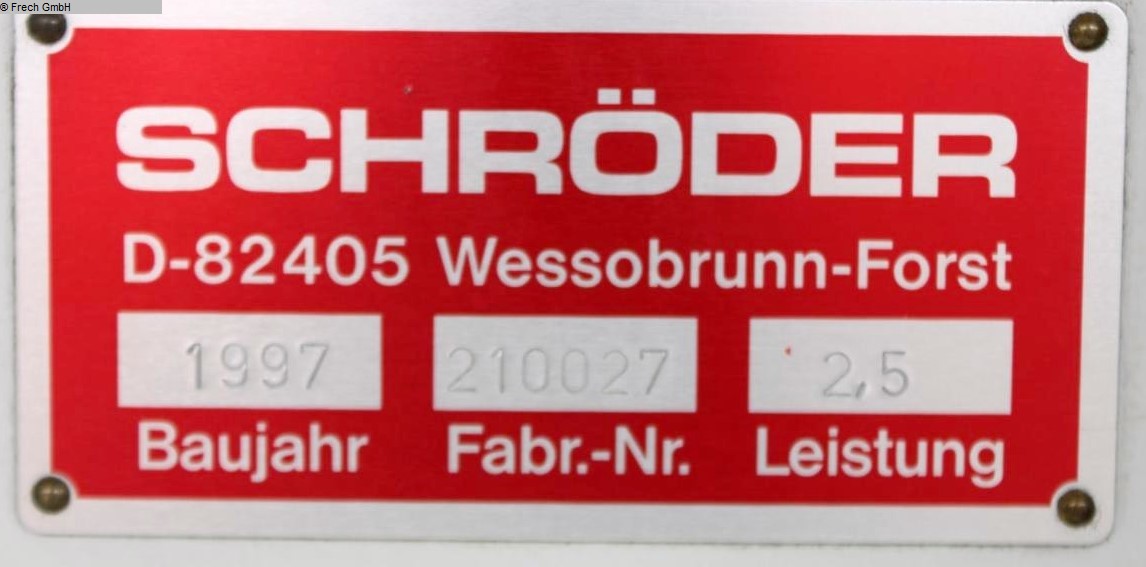 © Frech GmbH
SCHRÖDER
D-82405 Wessobrunn-Forst
1997 210027 2,5
Baujahr Fabr.-Nr. Leistung